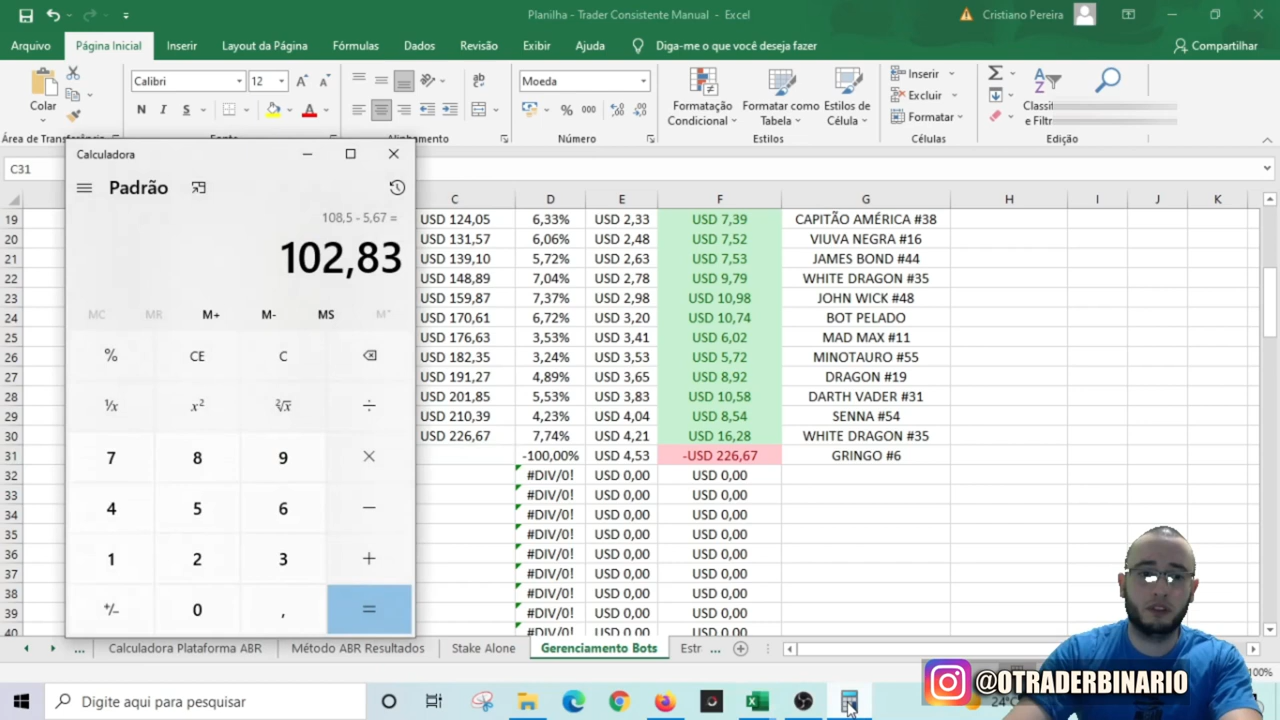 Planilha - Trader Consistente Manual - Excel
Cristiano Pereira
Arquivo Página Inicial Inserir Layout da Página Fórmulas Dados Revisão Exibir Ajuda Diga-me o que você deseja fazer Compartilhar
Colar
Calibri 12
N I S
ab
Moeda
% 000
Formatação Condicional
Formatar como Tabela
Estilos de Célula
Inserir
Excluir
Formatar
e Filtr
Células
Estilos
Número
Edição
C31
Calculadora
Padrão
108,5 - 5,67 =
102,83
MC MR M+ M- MS M˅
% CE C
¹/x x² ²√x ÷
7 8 9 ×
4 5 6 −
1 2 3 +
+/− 0 , =
C D E F G H I J K
19 USD 124,05 6,33% USD 2,33 USD 7,39 CAPITÃO AMÉRICA #38
20 USD 131,57 6,06% USD 2,48 USD 7,52 VIUVA NEGRA #16
21 USD 139,10 5,72% USD 2,63 USD 7,53 JAMES BOND #44
22 USD 148,89 7,04% USD 2,78 USD 9,79 WHITE DRAGON #35
23 USD 159,87 7,37% USD 2,98 USD 10,98 JOHN WICK #48
24 USD 170,61 6,72% USD 3,20 USD 10,74 BOT PELADO
25 USD 176,63 3,53% USD 3,41 USD 6,02 MAD MAX #11
26 USD 182,35 3,24% USD 3,53 USD 5,72 MINOTAURO #55
27 USD 191,27 4,89% USD 3,65 USD 8,92 DRAGON #19
28 USD 201,85 5,53% USD 3,83 USD 10,58 DARTH VADER #31
29 USD 210,39 4,23% USD 4,04 USD 8,54 SENNA #54
30 USD 226,67 7,74% USD 4,21 USD 16,28 WHITE DRAGON #35
31 -100,00% USD 4,53 -USD 226,67 GRINGO #6
32 #DIV/0! USD 0,00 USD 0,00
33 #DIV/0! USD 0,00 USD 0,00
34 #DIV/0! USD 0,00 USD 0,00
35 #DIV/0! USD 0,00 USD 0,00
36 #DIV/0! USD 0,00 USD 0,00
37 #DIV/0! USD 0,00 USD 0,00
38 #DIV/0! USD 0,00 USD 0,00
39 #DIV/0! USD 0,00 USD 0,00
40 #DIV/0! USD 0,00 USD 0,00
... Calculadora Plataforma ABR Método ABR Resultados Stake Alone Gerenciamento Bots Estr ...
100%
@OTRADERBINARIO
Digite aqui para pesquisar